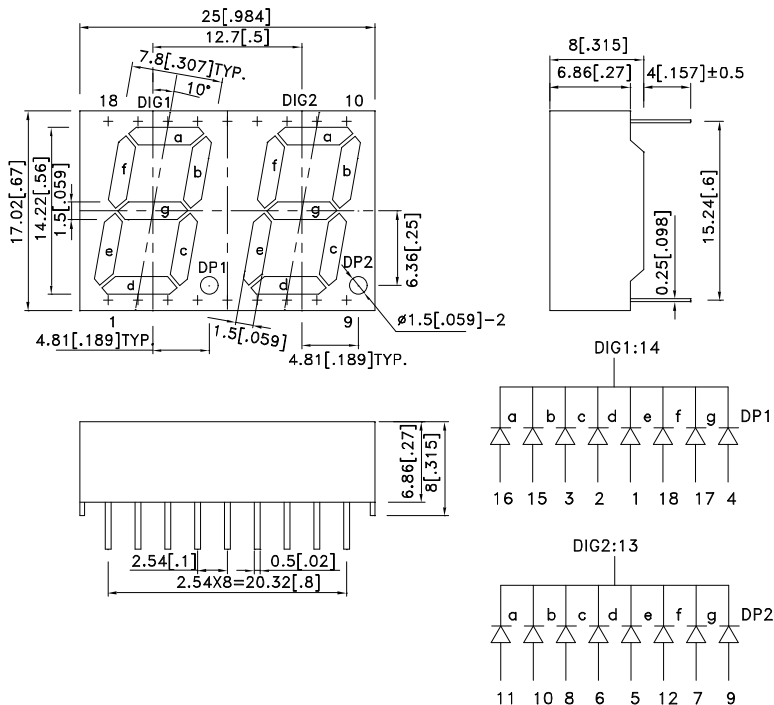 25[.984]
12.7[.5]
7.8[.307]TYP.
10°
18 DIG1 DIG2 10
a a
f b f b
g g
e c e c
d d
DP1 DP2
17.02[.67]
14.22[.56]
1.5[.059]
6.36[.25]
1 9
1.5[.059]
ø1.5[.059]-2
4.81[.189]TYP.
4.81[.189]TYP.
8[.315]
6.86[.27]
4[.157]±0.5
15.24[.6]
0.25[.098]
6.86[.27]
8[.315]
2.54[.1]
0.5[.02]
2.54X8=20.32[.8]
DIG1:14
a b c d e f g DP1
16 15 3 2 1 18 17 4
DIG2:13
a b c d e f g DP2
11 10 8 6 5 12 7 9